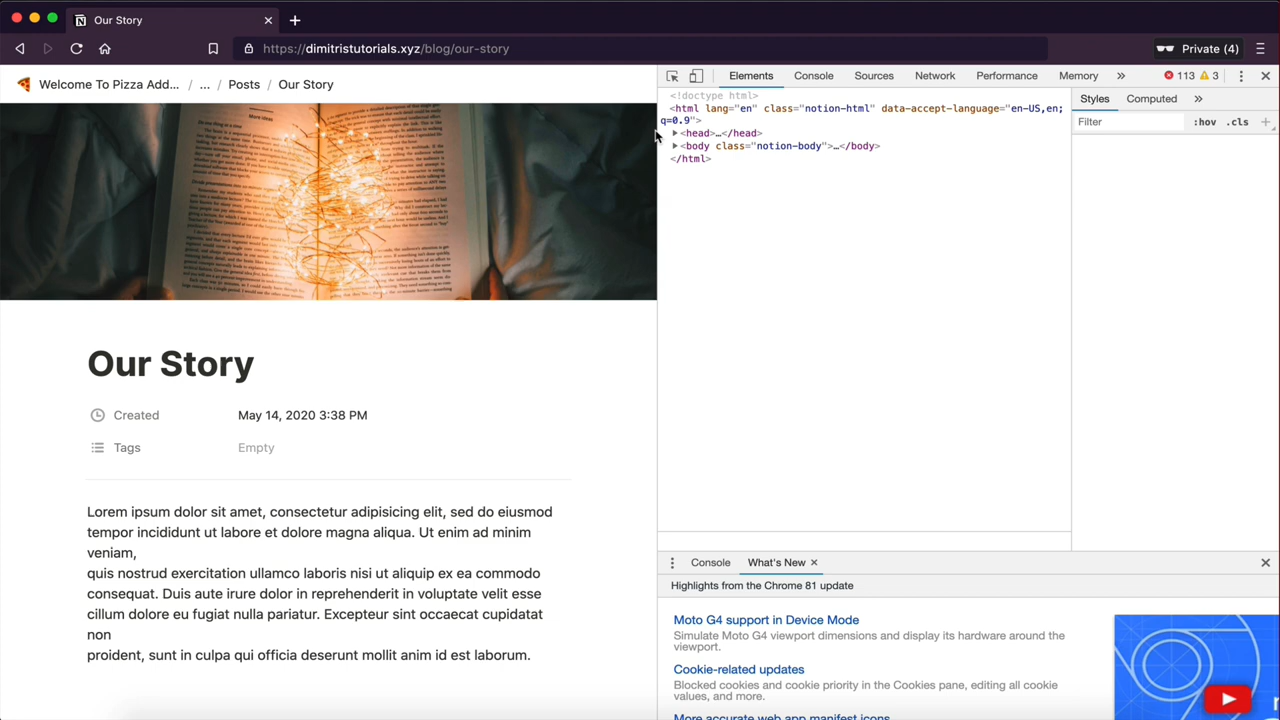 Our Story
https://dimitristutorials.xyz/blog/our-story
Private (4)
Welcome To Pizza Add... / ... / Posts / Our Story
More ideas
Our Story
Created May 14, 2020 3:38 PM
Tags Empty
Lorem ipsum dolor sit amet, consectetur adipisicing elit, sed do eiusmod
tempor incididunt ut labore et dolore magna aliqua. Ut enim ad minim
veniam,
quis nostrud exercitation ullamco laboris nisi ut aliquip ex ea commodo
consequat. Duis aute irure dolor in reprehenderit in voluptate velit esse
cillum dolore eu fugiat nulla pariatur. Excepteur sint occaecat cupidatat
non
proident, sunt in culpa qui officia deserunt mollit anim id est laborum.
Elements Console Sources Network Performance Memory » 113 3
<!doctype html>
<html lang="en" class="notion-html" data-accept-language="en-US,en;
q=0.9">
<head>…</head>
<body class="notion-body">…</body>
</html>
Styles Computed »
Filter :hov .cls +
Console What's New
Highlights from the Chrome 81 update
Moto G4 support in Device Mode
Simulate Moto G4 viewport dimensions and display its hardware around the
viewport.
Cookie-related updates
Blocked cookies and cookie priority in the Cookies pane, editing all cookie
values, and more.
More accurate web app manifest icons